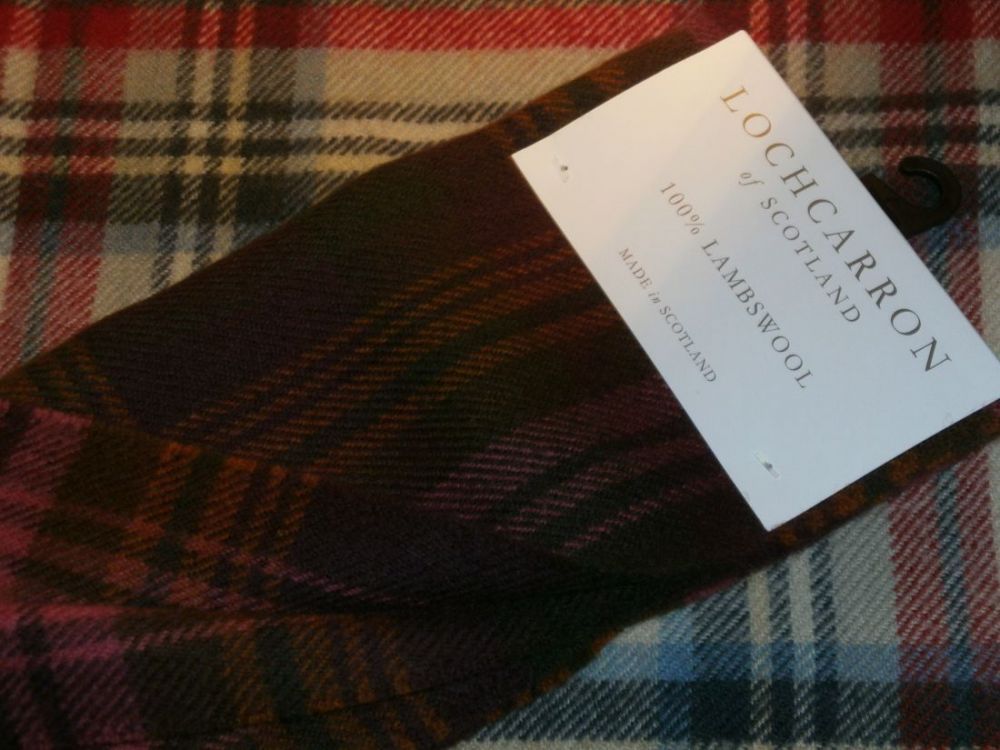 LOCHCARRON
of SCOTLAND
100% LAMBSWOOL
MADE in SCOTLAND